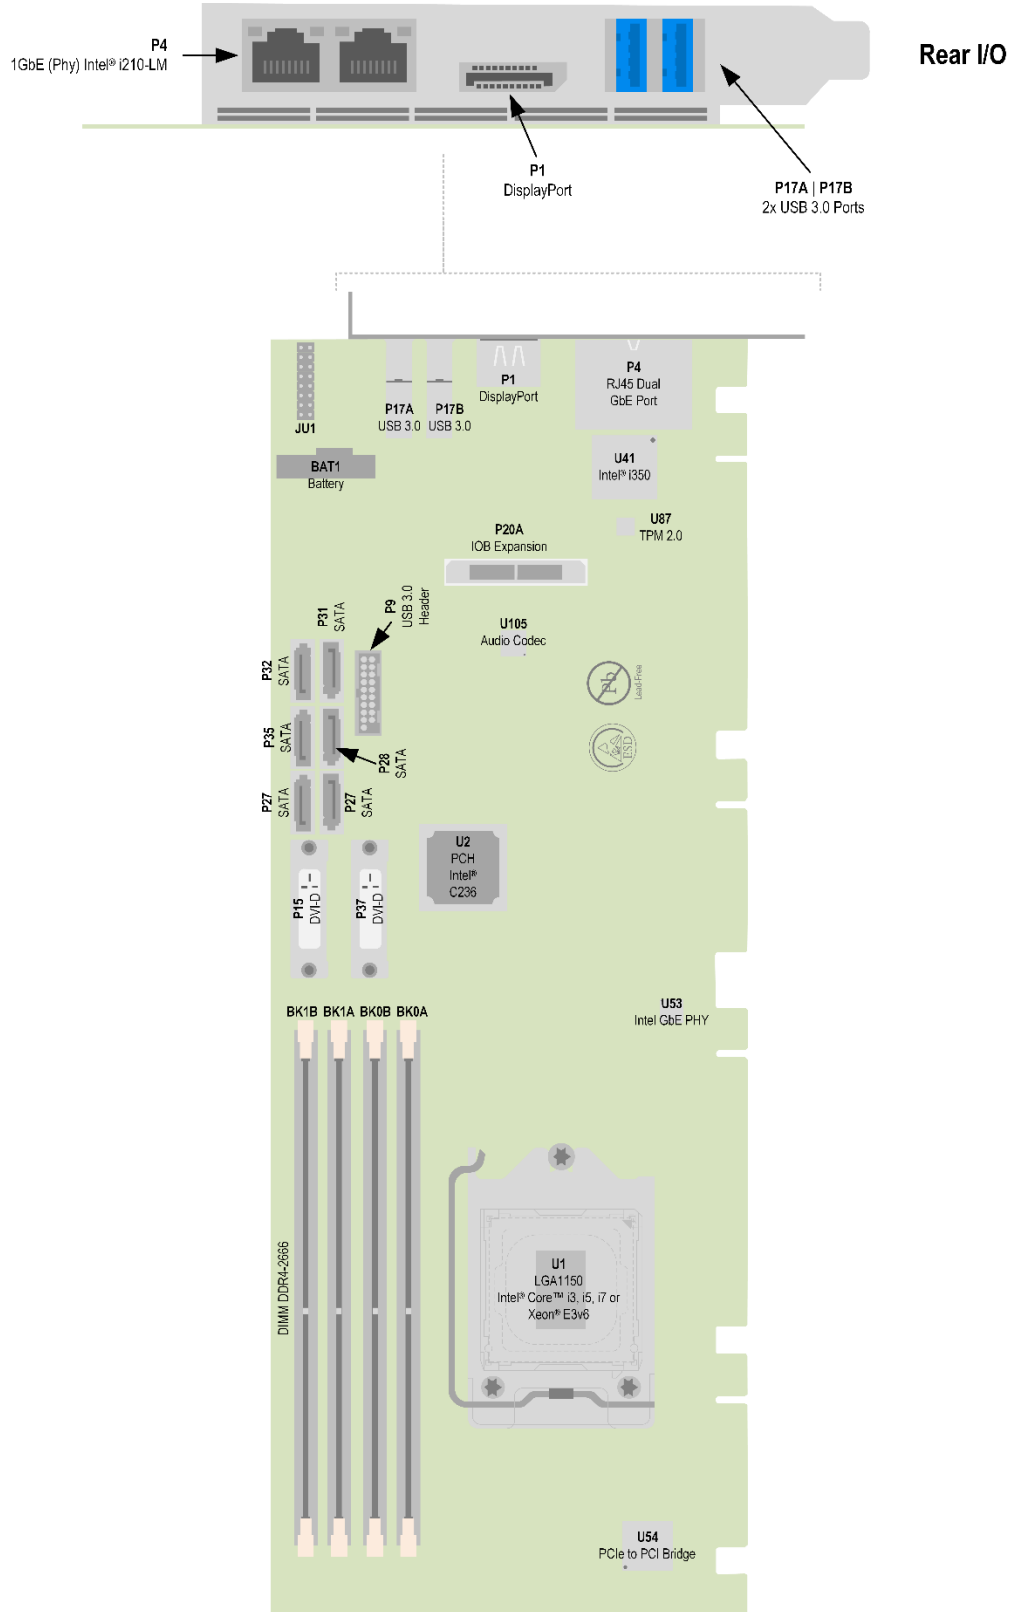 P4
1GbE (Phy) Intel® i210-LM
Rear I/O
P1
DisplayPort
P17A | P17B
2x USB 3.0 Ports
JU1
P17A
USB 3.0
P17B
USB 3.0
P1
DisplayPort
P4
RJ45 Dual
GbE Port
BAT1
Battery
U41
Intel® i350
U87
TPM 2.0
P20A
IOB Expansion
P9
USB 3.0
Header
U105
Audio Codec
P31
SATA
P32
SATA
P35
SATA
P28
SATA
P27
SATA
P27
SATA
Pb
Lead-Free
ESD
U2
PCH
Intel®
C236
P15
DVI-D
P37
DVI-D
BK1B BK1A BK0B BK0A
U53
Intel GbE PHY
DIMM DDR4-2666
U1
LGA1150
Intel® Core™ i3, i5, i7 or
Xeon® E3v6
U54
PCIe to PCI Bridge